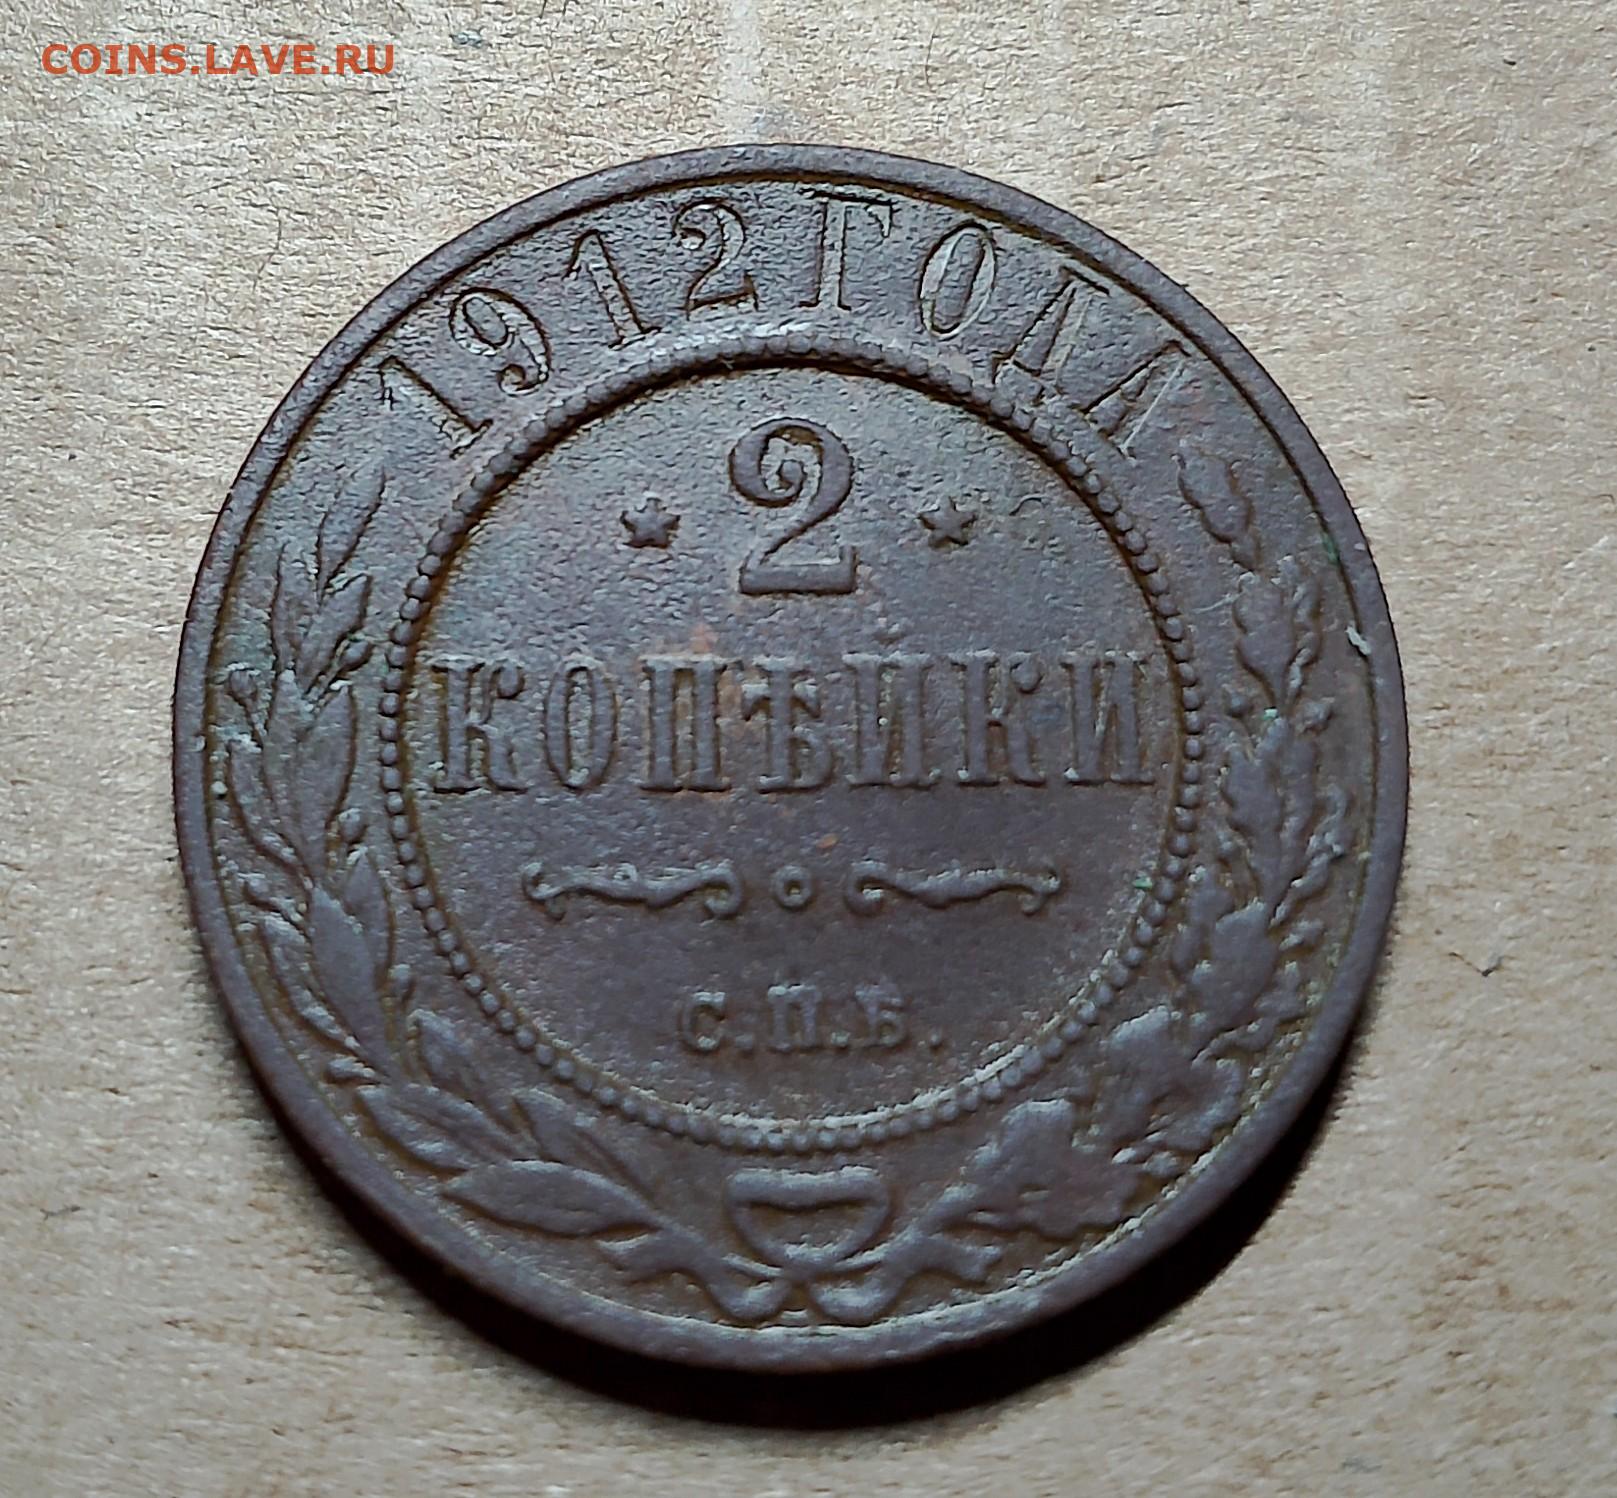 COINS.LAVE.RU
1912 ГОДА
2
КОПѢЙКИ
С.П.Б.